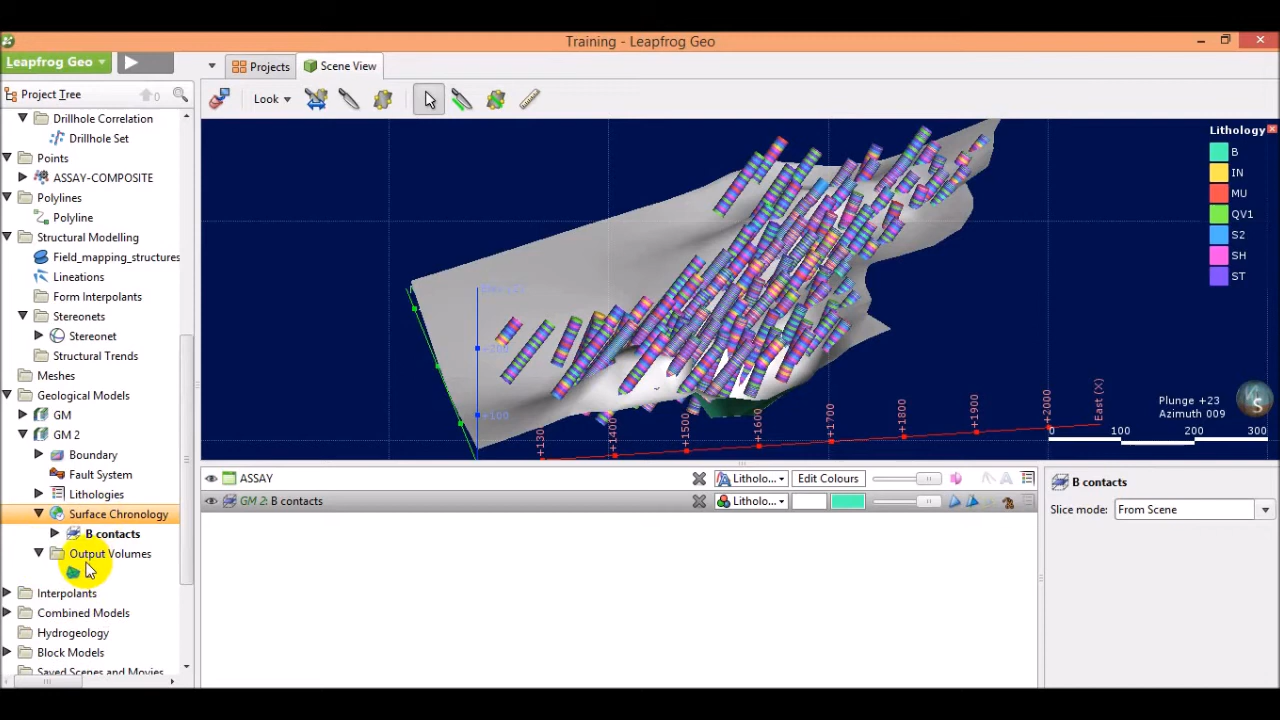 Training - Leapfrog Geo
Leapfrog Geo
Projects
Scene View
Project Tree
0
Look
Drillhole Correlation
Drillhole Set
Points
ASSAY-COMPOSITE
Polylines
Polyline
Structural Modelling
Field_mapping_structures
Lineations
Form Interpolants
Stereonets
Stereonet
Structural Trends
Meshes
Geological Models
GM
GM 2
Boundary
Fault System
Lithologies
Surface Chronology
B contacts
Output Volumes
Interpolants
Combined Models
Hydrogeology
Block Models
Saved Scenes and Movies
Lithology
B
IN
MU
QV1
S2
SH
ST
+100
+1400
+1500
+1600
+1700
+1800
+1900
+2000
East (X)
Plunge +23
Azimuth 009
0 100 200 300
ASSAY
Litholo...
Edit Colours
GM 2: B contacts
Litholo...
B contacts
Slice mode:
From Scene